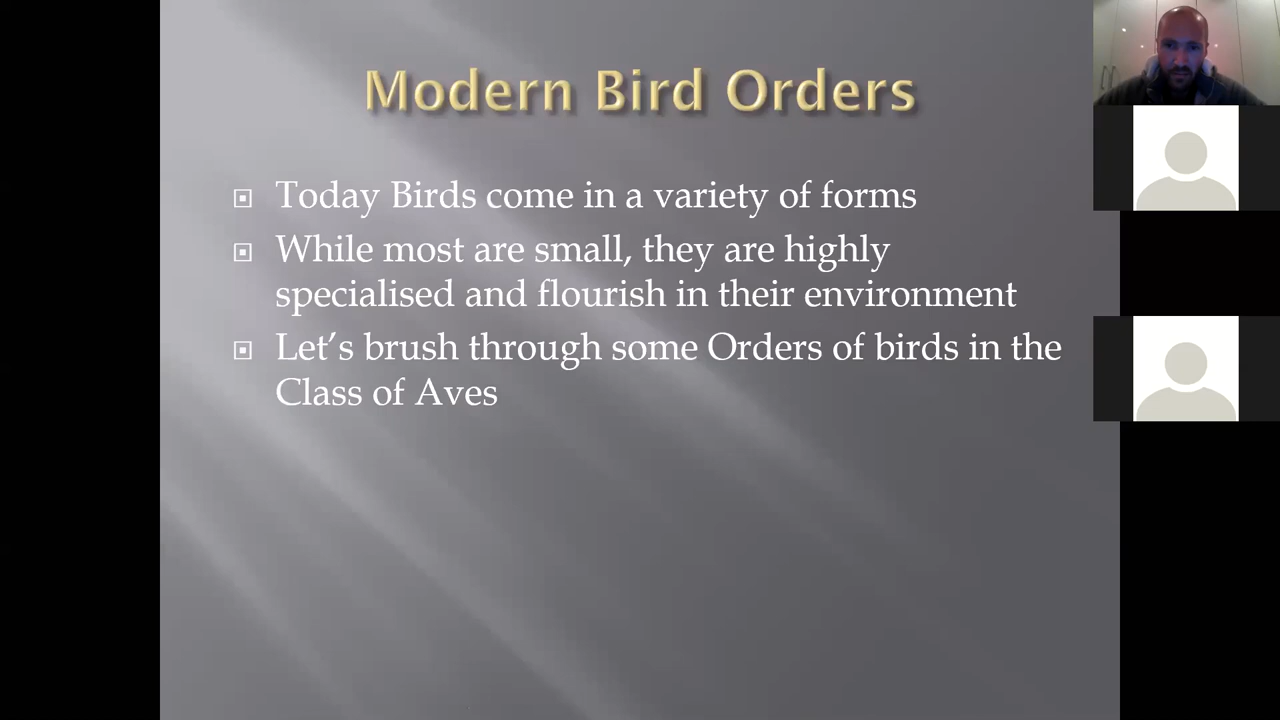 Modern Bird Orders
Today Birds come in a variety of forms
While most are small, they are highly
specialised and flourish in their environment
Let’s brush through some Orders of birds in the
Class of Aves